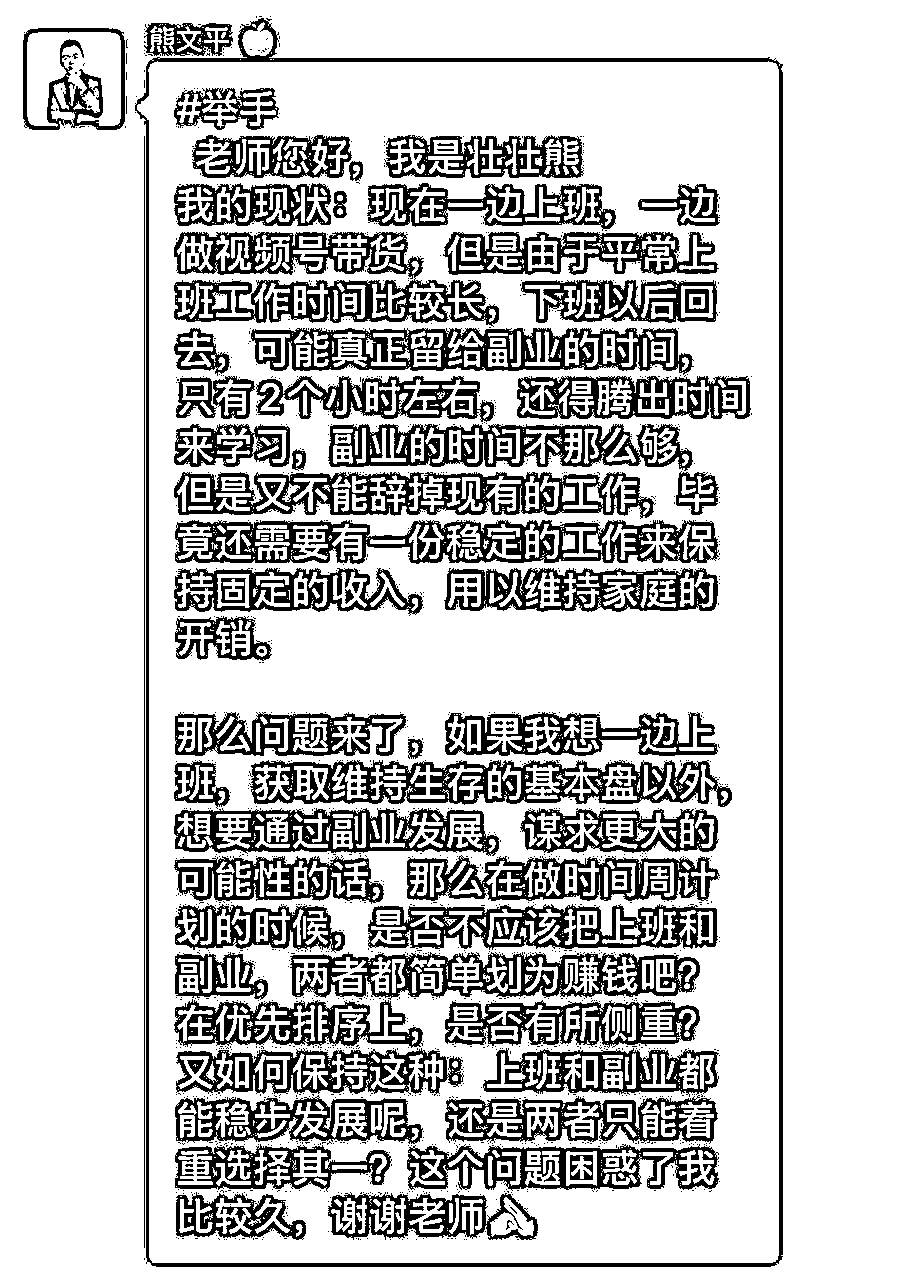 熊文平🍎
#举手
老师您好，我是壮壮熊
我的现状：现在一边上班，一边
做视频号带货，但是由于平常上
班工作时间比较长，下班以后回
去，可能真正留给副业的时间，
只有2个小时左右，还得腾出时间
来学习，副业的时间不那么够，
但是又不能辞掉现有的工作，毕
竟还需要有一份稳定的工作来保
持固定的收入，用以维持家庭的
开销。
那么问题来了，如果我想一边上
班，获取维持生存的基本盘以外，
想要通过副业发展，谋求更大的
可能性的话，那么在做时间周计
划的时候，是否不应该把上班和
副业，两者都简单划为赚钱吧？
在优先排序上，是否有所侧重？
又如何保持这种：上班和副业都
能稳步发展呢，还是两者只能着
重选择其一？这个问题困惑了我
比较久，谢谢老师